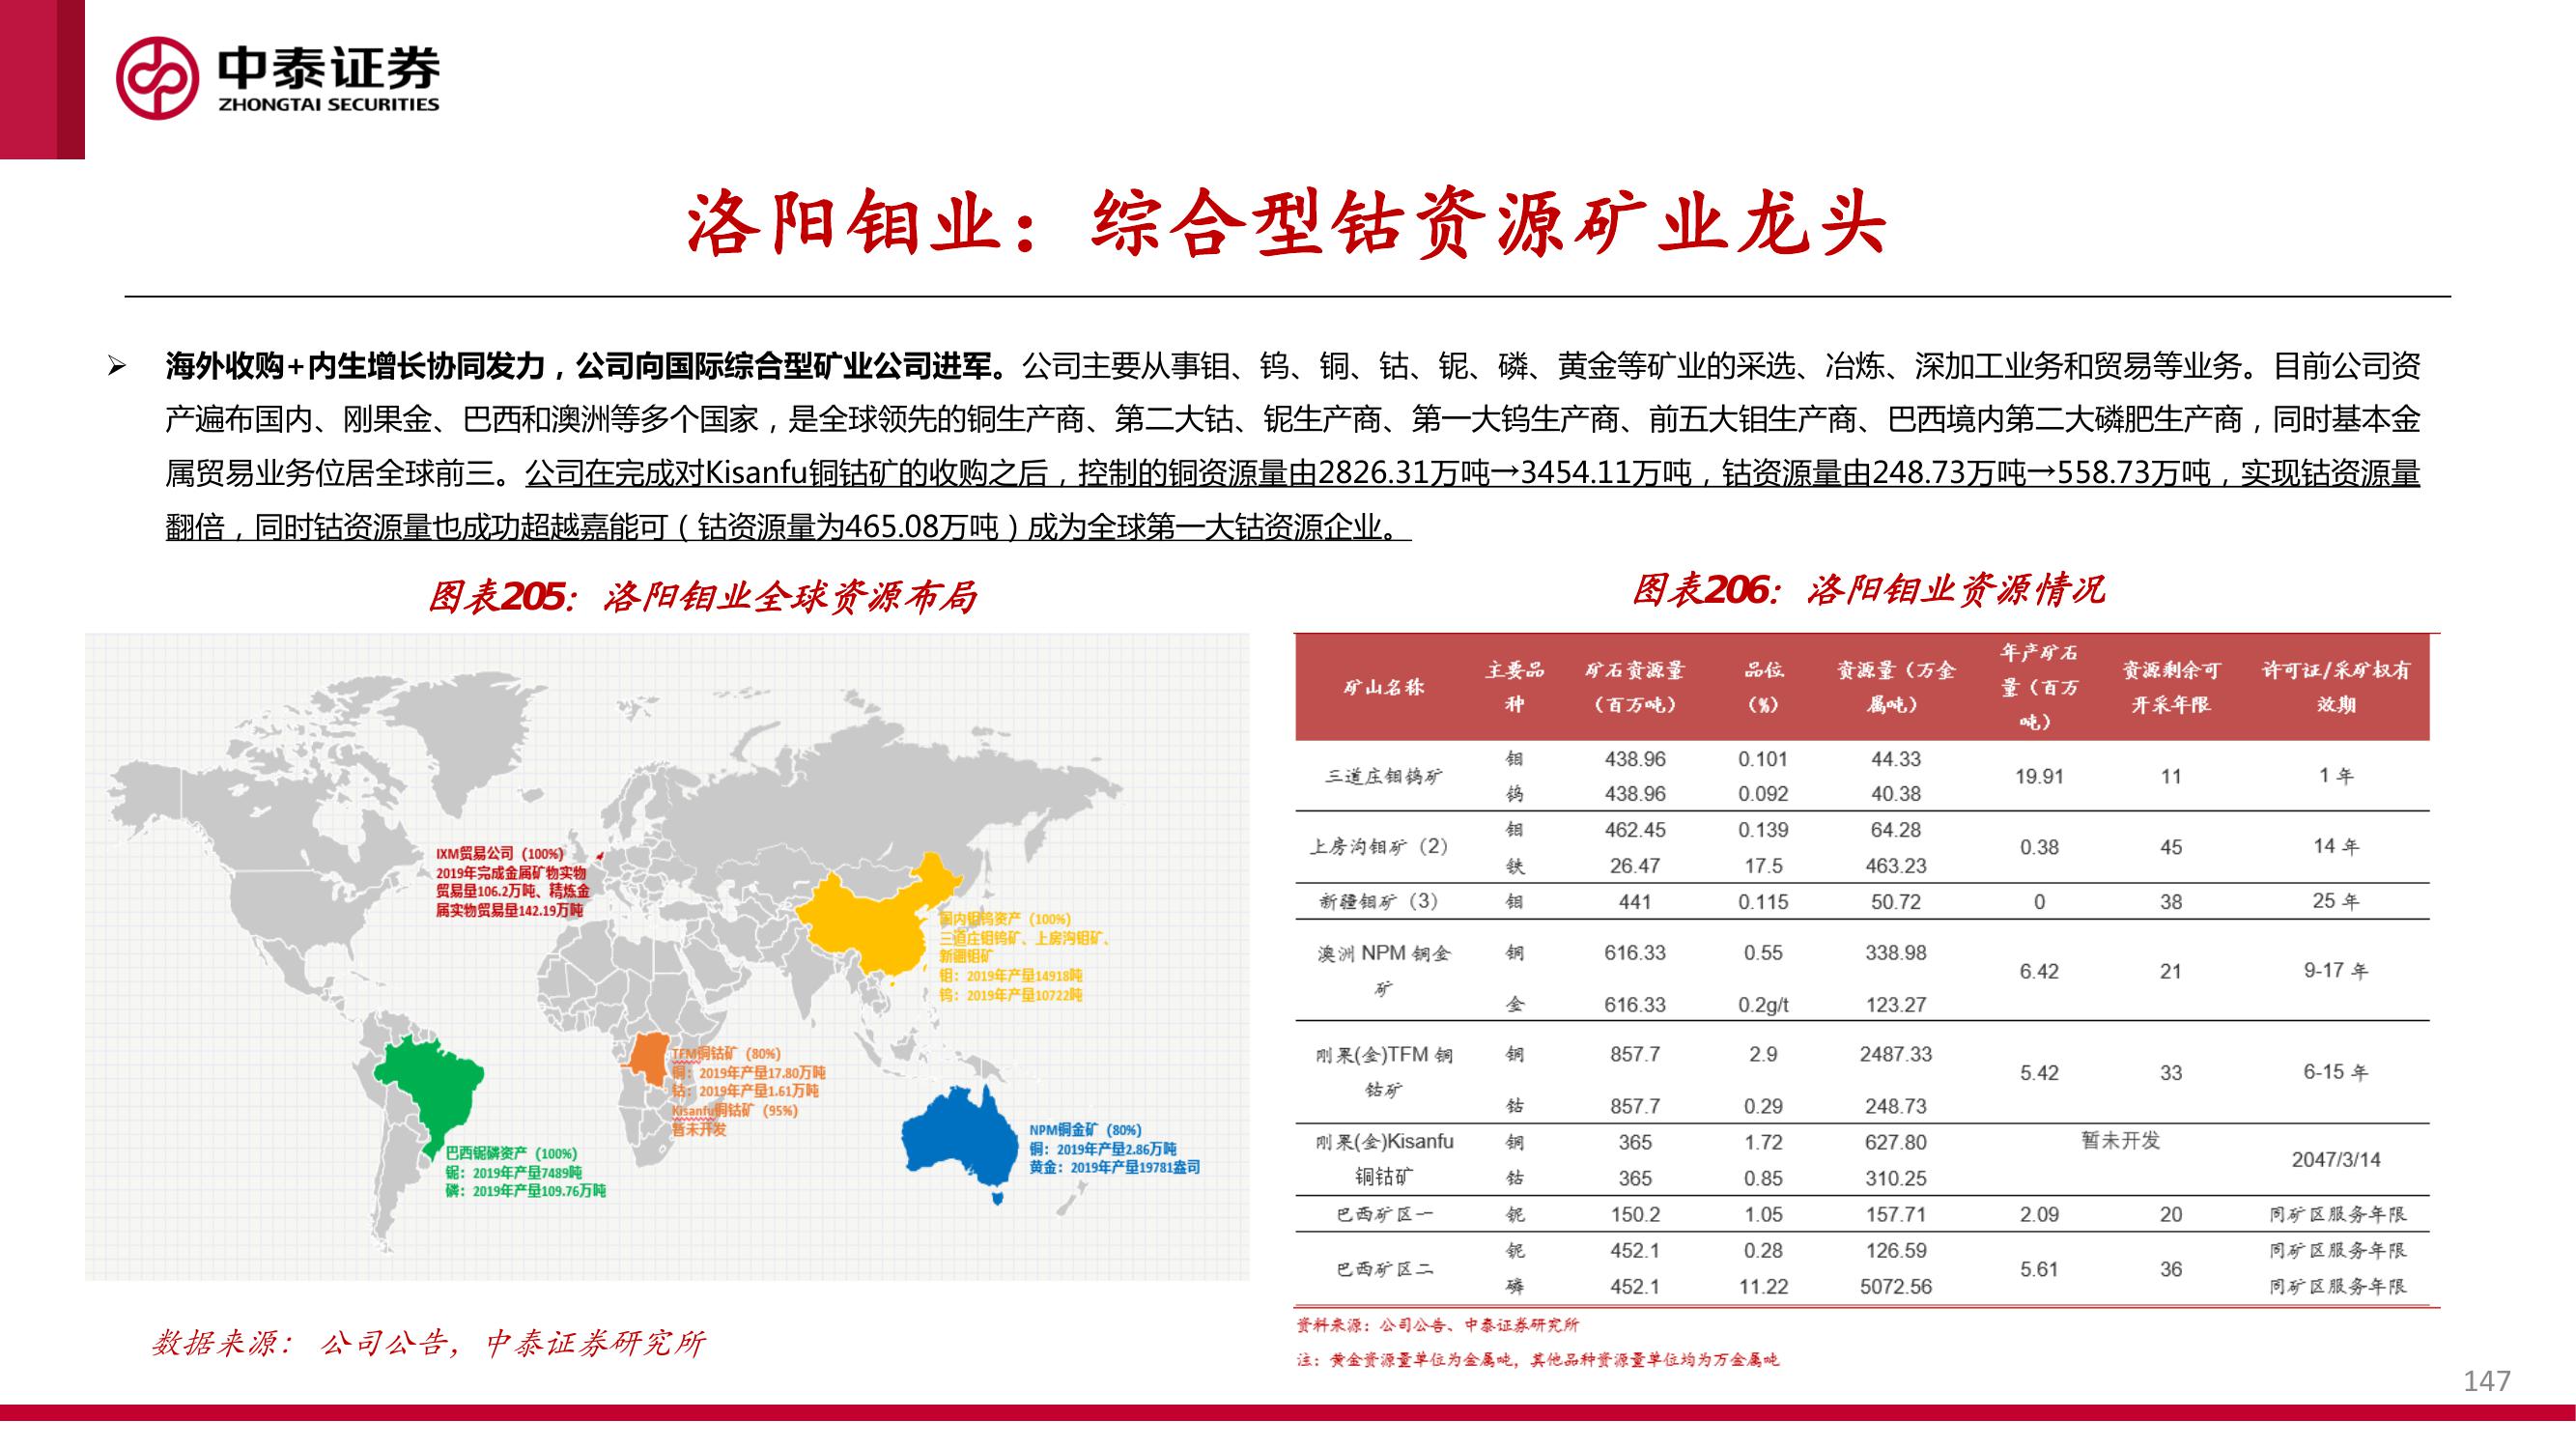 中泰证券
ZHONGTAI SECURITIES
洛阳钼业：综合型钴资源矿业龙头
➢ 海外收购+内生增长协同发力，公司向国际综合型矿业公司进军。公司主要从事钼、钨、铜、钴、铌、磷、黄金等矿业的采选、冶炼、深加工业务和贸易等业务。目前公司资
产遍布国内、刚果金、巴西和澳洲等多个国家，是全球领先的铜生产商、第二大钴、铌生产商、第一大钨生产商、前五大钼生产商、巴西境内第二大磷肥生产商，同时基本金
属贸易业务位居全球前三。公司在完成对Kisanfu铜钴矿的收购之后，控制的铜资源量由2826.31万吨→3454.11万吨，钴资源量由248.73万吨→558.73万吨，实现钴资源量
翻倍，同时钴资源量也成功超越嘉能可（钴资源量为465.08万吨）成为全球第一大钴资源企业。
图表205：洛阳钼业全球资源布局
IXM贸易公司（100%）
2019年完成金属矿物实物
贸易量106.2万吨、精炼金
属实物贸易量142.19万吨
国内钼钨资产（100%）
三道庄钼钨矿、上房沟钼矿、
新疆钼矿
钼：2019年产量14918吨
钨：2019年产量10722吨
TFM铜钴矿（80%）
铜：2019年产量17.80万吨
钴：2019年产量1.61万吨
Kisanfu铜钴矿（95%）
暂未开发
NPM铜金矿（80%）
铜：2019年产量2.86万吨
黄金：2019年产量19781盎司
巴西铌磷资产（100%）
铌：2019年产量7489吨
磷：2019年产量109.76万吨
数据来源： 公司公告，中泰证券研究所
图表206：洛阳钼业资源情况
矿山名称 主要品种 矿石资源量（百万吨） 品位（%） 资源量（万金属吨） 年产矿石量（百万吨） 资源剩余可开采年限 许可证/采矿权有效期
三道庄钼钨矿 钼 438.96 0.101 44.33 19.91 11 1 年
钨 438.96 0.092 40.38
上房沟钼矿（2） 钼 462.45 0.139 64.28 0.38 45 14 年
铁 26.47 17.5 463.23
新疆钼矿（3） 钼 441 0.115 50.72 0 38 25 年
澳洲 NPM 铜金矿 铜 616.33 0.55 338.98 6.42 21 9-17 年
金 616.33 0.2g/t 123.27
刚果(金)TFM 铜钴矿 铜 857.7 2.9 2487.33 5.42 33 6-15 年
钴 857.7 0.29 248.73
刚果(金)Kisanfu 铜钴矿 铜 365 1.72 627.80 暂未开发 2047/3/14
钴 365 0.85 310.25
巴西矿区一 铌 150.2 1.05 157.71 2.09 20 同矿区服务年限
巴西矿区二 铌 452.1 0.28 126.59 5.61 36 同矿区服务年限
磷 452.1 11.22 5072.56 同矿区服务年限
资料来源：公司公告、中泰证券研究所
注：黄金资源量单位为金属吨，其他品种资源量单位均为万金属吨
147